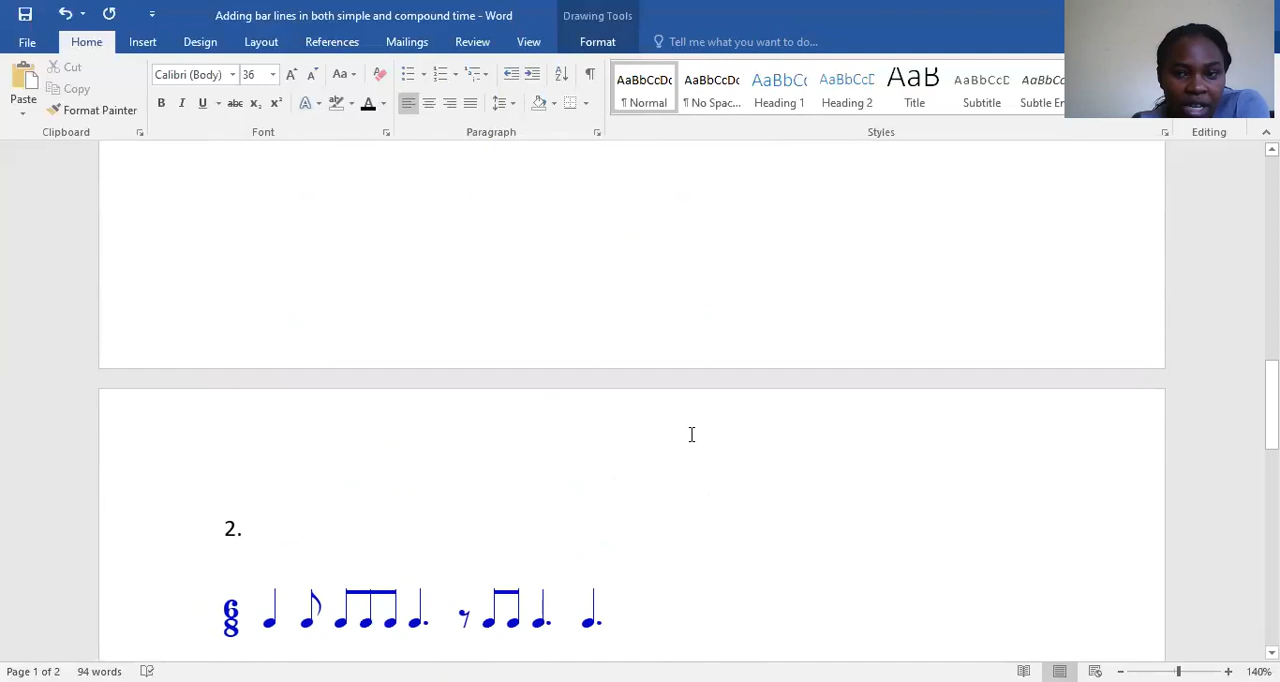 Adding bar lines in both simple and compound time - Word
Drawing Tools
File
Home
Insert
Design
Layout
References
Mailings
Review
View
Format
Tell me what you want to do...
Paste
Cut
Copy
Format Painter
Clipboard
Calibri (Body)
36
Font
Paragraph
AaBbCcDc
¶ Normal
AaBbCcDc
¶ No Spac...
AaBbCc
Heading 1
AaBbCcD
Heading 2
AaB
Title
AaBbCcD
Subtitle
AaBbCcDc
Subtle Em
Styles
Editing
2.
6
8
Page 1 of 2
94 words
140%